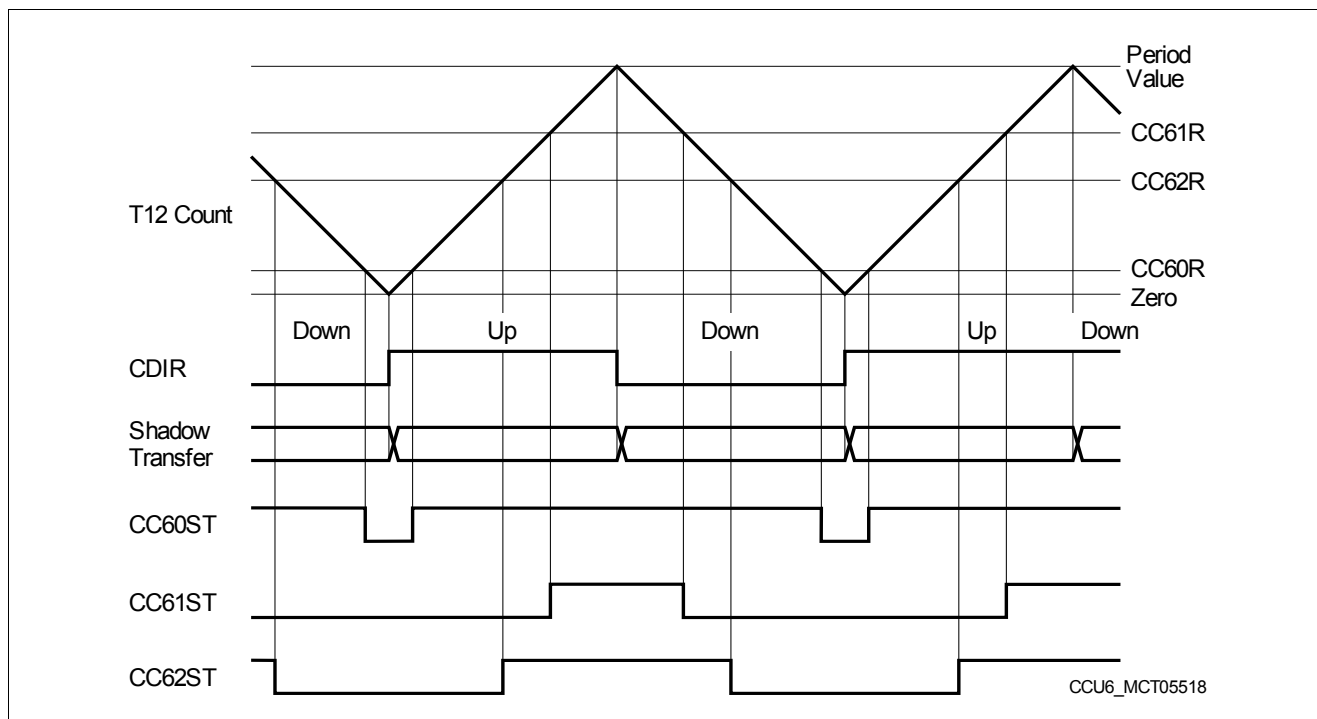 Period
Value
CC61R
CC62R
T12 Count
CC60R
Zero
Down Up Down Up Down
CDIR
Shadow
Transfer
CC60ST
CC61ST
CC62ST
CCU6_MCT05518